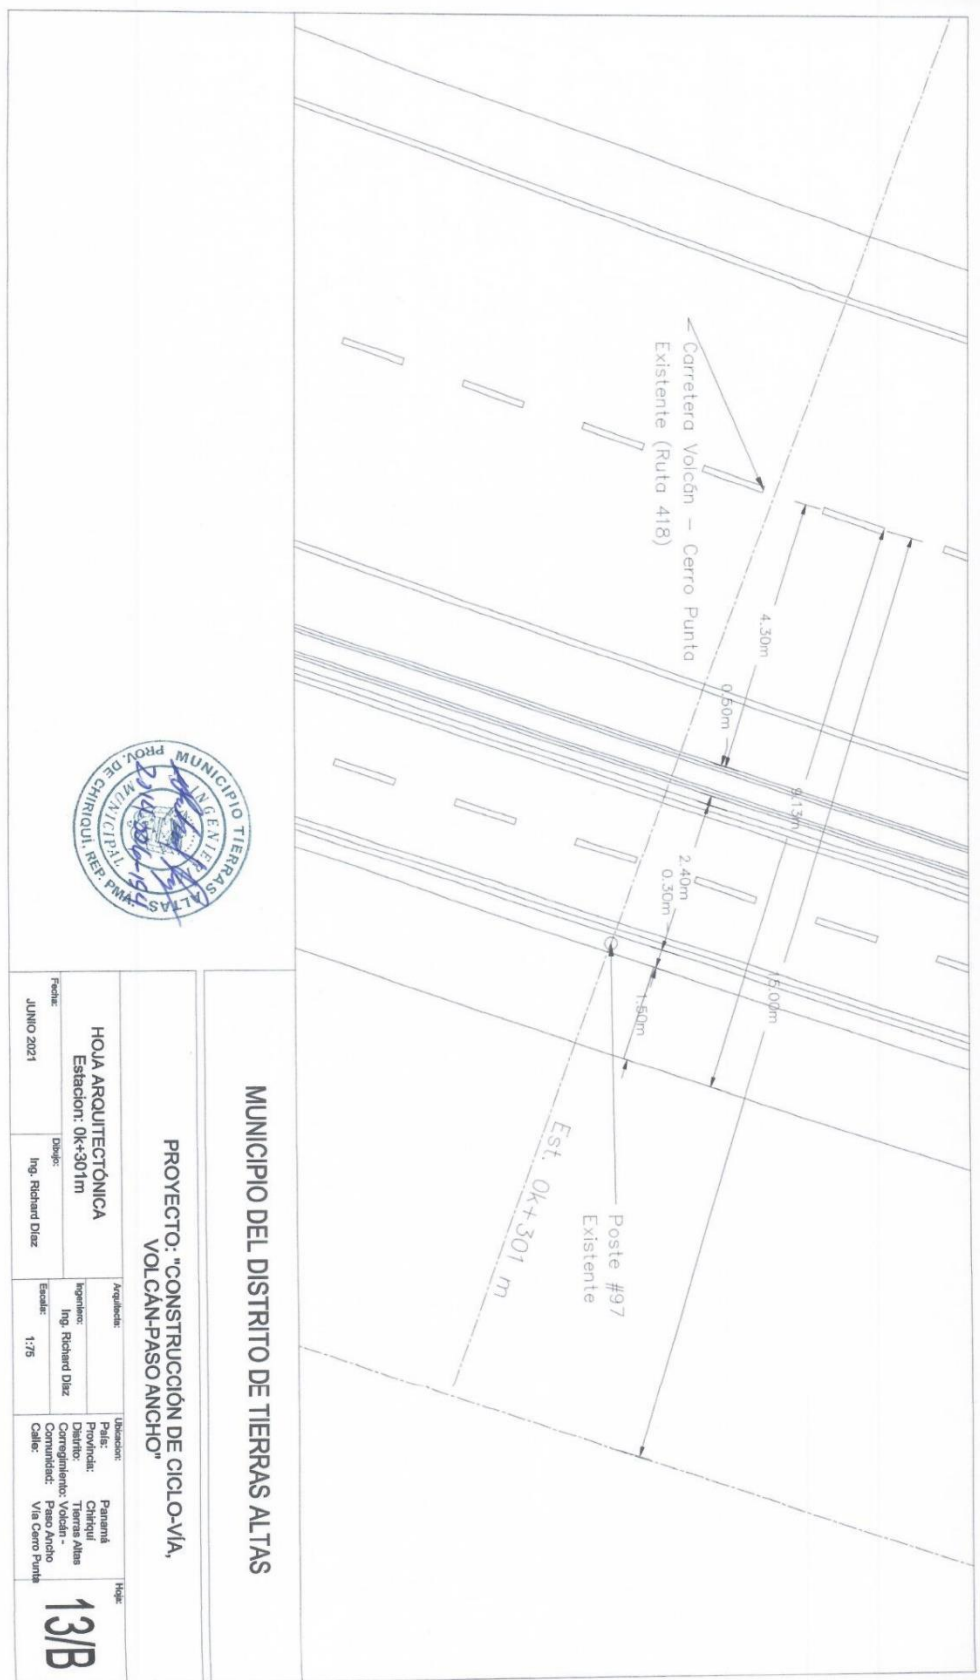 Carretera Volcán - Cerro Punta
Existente (Ruta 418)
4.30m
0.50m
9.13m
2.40m
0.30m
15.00m
1.50m
Poste #97
Existente
Est. 0k+301 m
MUNICIPIO TIERRAS ALTAS
INGENIERÍA
MUNICIPAL
PROV. DE CHIRIQUÍ, REP. PMÁ.
MUNICIPIO DEL DISTRITO DE TIERRAS ALTAS
PROYECTO: "CONSTRUCCIÓN DE CICLO-VÍA,
VOLCÁN-PASO ANCHO"
HOJA ARQUITECTÓNICA
Estacion: 0k+301m
Fecha:
JUNIO 2021
Dibujo:
Ing. Richard Díaz
Arquitecto:
Ingeniero:
Ing. Richard Díaz
Escala:
1:75
Ubicacion:
País: Panamá
Provincia: Chiriquí
Distrito: Tierras Altas
Corregimiento: Volcán -
Comunidad: Paso Ancho
Calle: Vía Cerro Punta
Hoja:
13/B